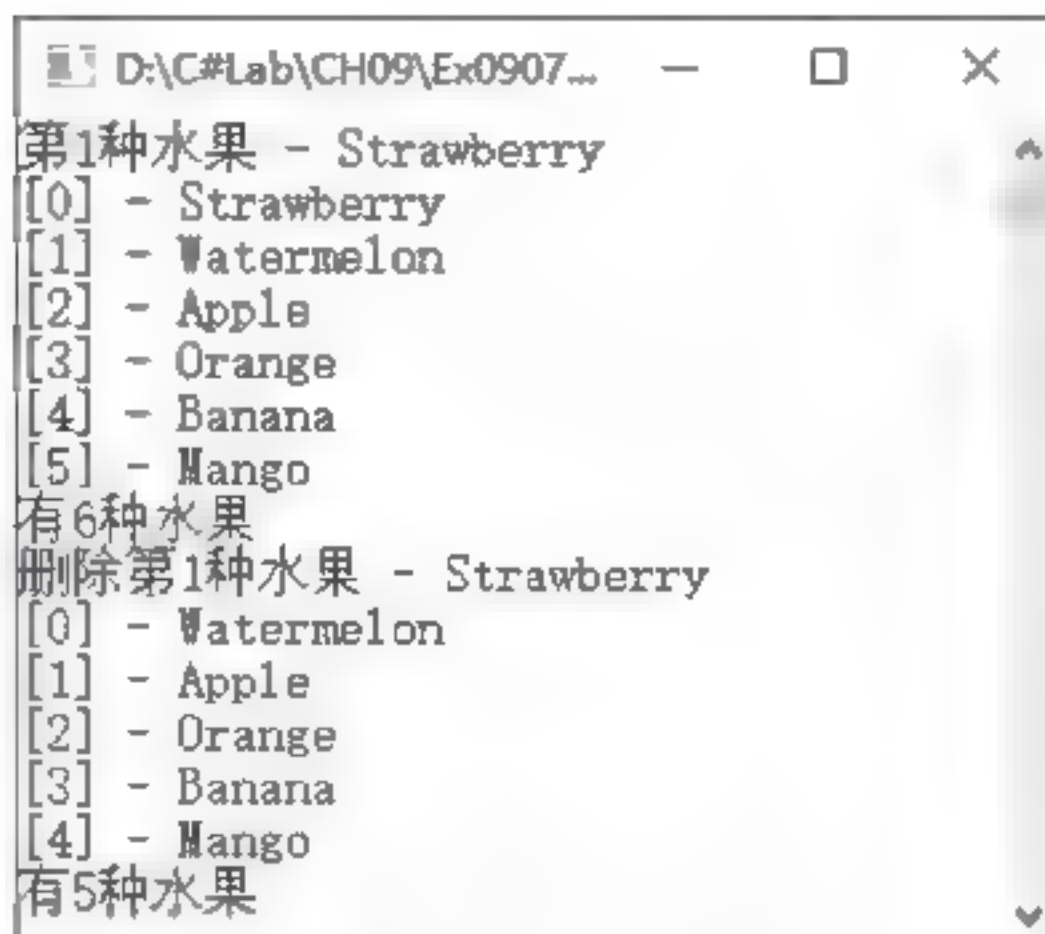 D:\C#Lab\CH09\Ex0907...
第1种水果 - Strawberry
[0] - Strawberry
[1] - Watermelon
[2] - Apple
[3] - Orange
[4] - Banana
[5] - Mango
有6种水果
删除第1种水果 - Strawberry
[0] - Watermelon
[1] - Apple
[2] - Orange
[3] - Banana
[4] - Mango
有5种水果